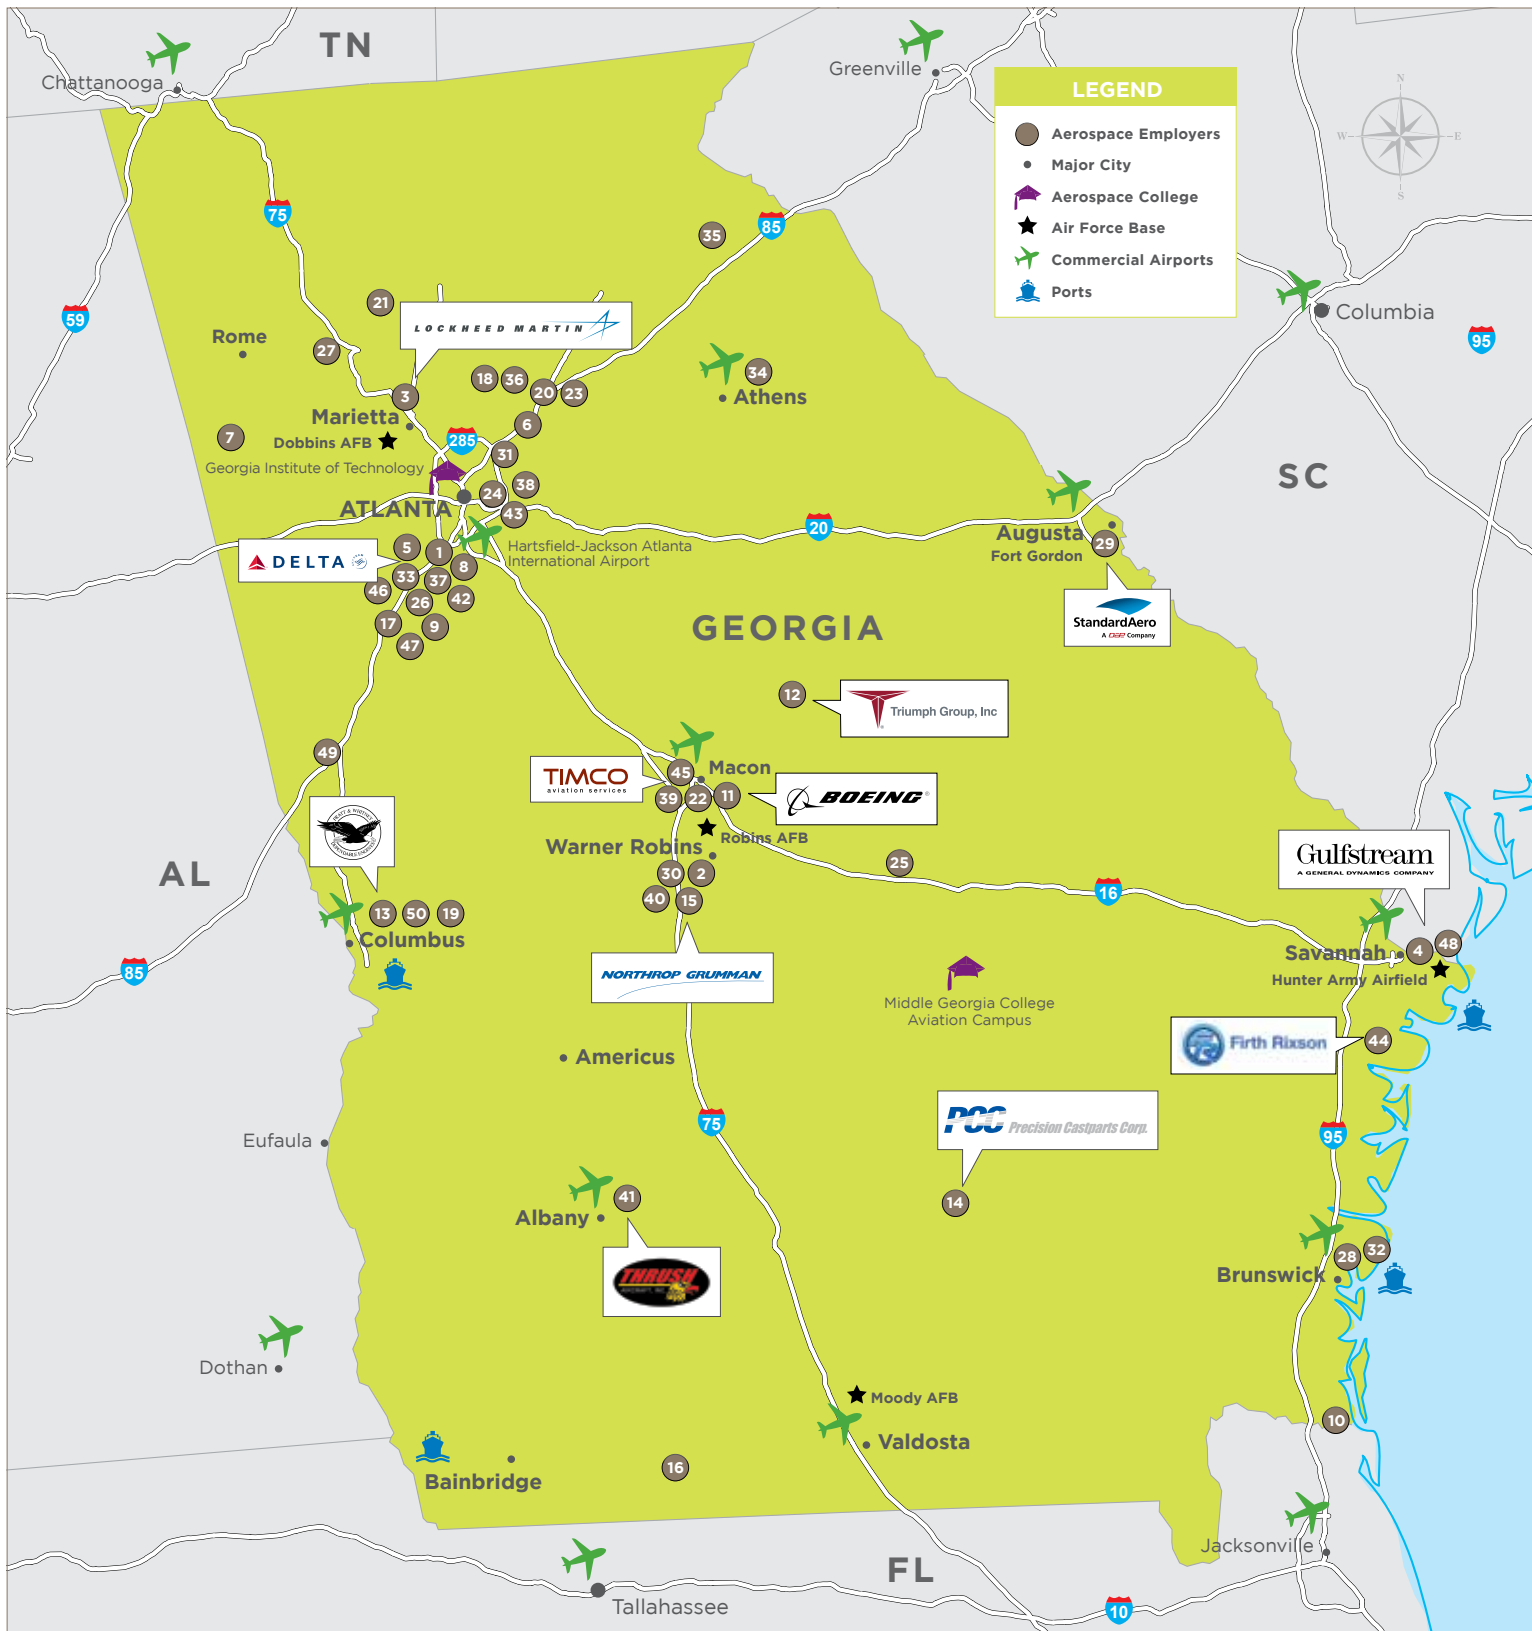 TN
Chattanooga
Greenville
LEGEND
Aerospace Employers
Major City
Aerospace College
Air Force Base
Commercial Airports
Ports
N
W
E
S
75
85
35
59
21
LOCKHEED MARTIN
Columbia
95
Rome
27
18
36
20
23
34
Athens
3
Marietta
7
Dobbins AFB
285
6
Georgia Institute of Technology
31
SC
24
38
ATLANTA
43
20
Augusta
Fort Gordon
29
5
1
Hartsfield-Jackson Atlanta
International Airport
DELTA
33
37
8
46
26
42
17
9
47
StandardAero
A DAE Company
GEORGIA
12
Triumph Group, Inc
49
TIMCO
aviation services
45
Macon
39
22
11
BOEING
Robins AFB
Warner Robins
AL
30
2
40
15
25
16
Gulfstream
A GENERAL DYNAMICS COMPANY
13
50
19
Columbus
85
NORTHROP GRUMMAN
Savannah
4
48
Hunter Army Airfield
Middle Georgia College
Aviation Campus
Firth Rixson
44
Americus
75
PCC Precision Castparts Corp.
95
Eufaula
41
Albany
14
THRUSH
28
32
Brunswick
Dothan
Moody AFB
10
Valdosta
16
Bainbridge
Jacksonville
FL
Tallahassee
10